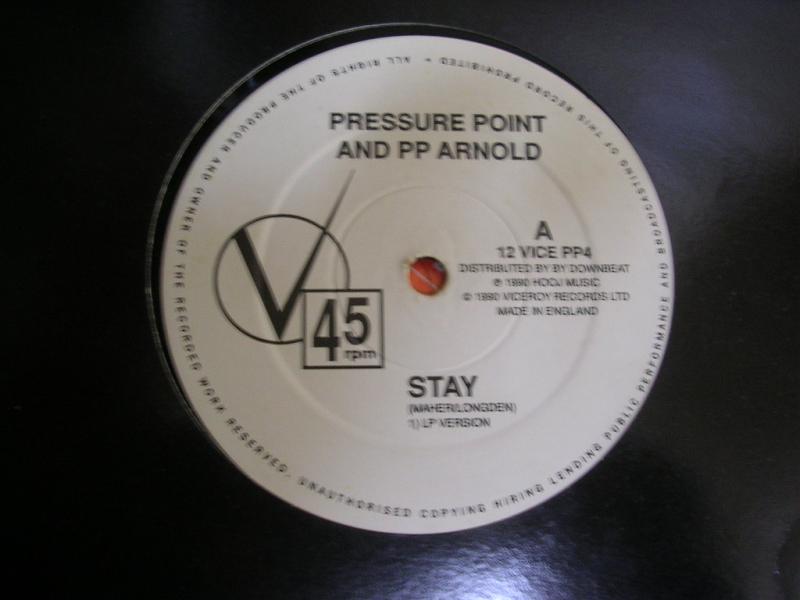 PRESSURE POINT
AND PP ARNOLD
V
45
rpm
A
12 VICE PP4
DISTRIBUTED BY BY DOWNBEAT
℗ 1990 HOOJ MUSIC
© 1990 VICEROY RECORDS LTD
MADE IN ENGLAND
STAY
(MAHER/LONGDEN)
1) LP VERSION
ALL RIGHTS OF THE PRODUCER AND OWNER OF THE RECORDED WORK RESERVED. UNAUTHORISED COPYING HIRING LENDING PUBLIC PERFORMANCE AND BROADCASTING OF THIS RECORD PROHIBITED -